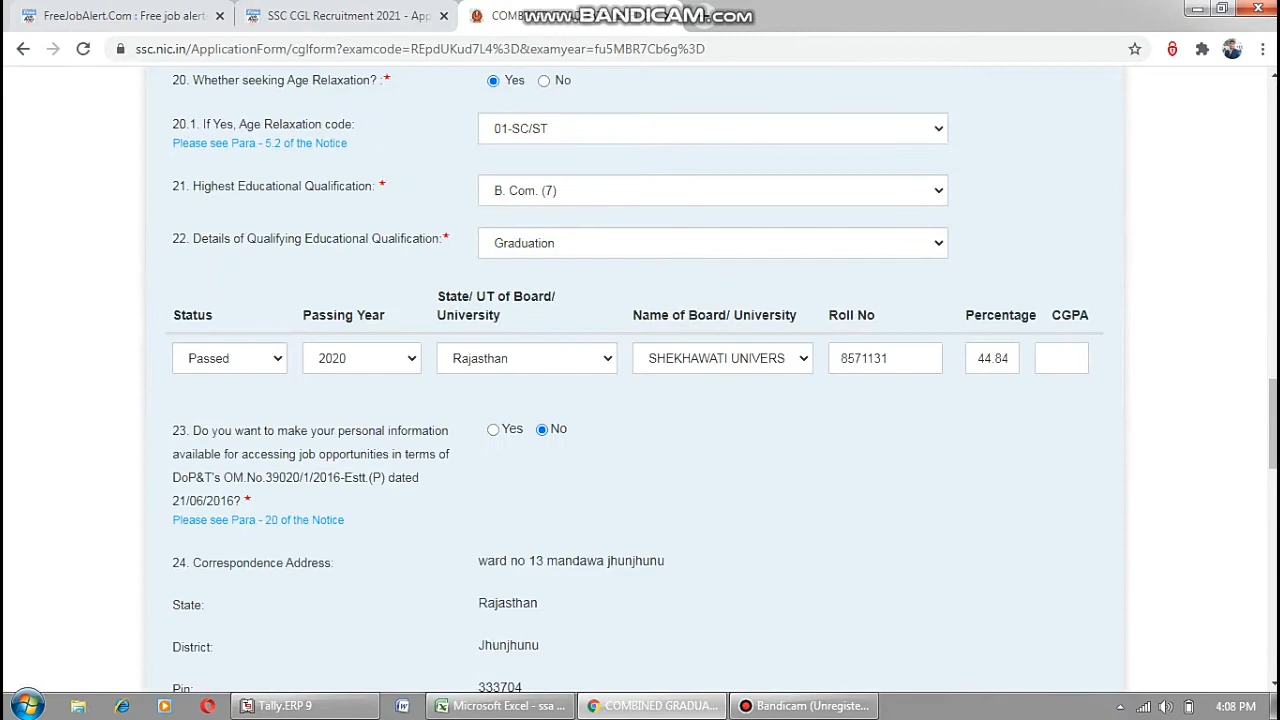 FreeJobAlert.Com : Free job alert
SSC CGL Recruitment 2021 - App
COMB
www.BANDICAM.com
ssc.nic.in/ApplicationForm/cglform?examcode=REpdUKud7L4%3D&examyear=fu5MBR7Cb6g%3D
20. Whether seeking Age Relaxation? :* Yes No
20.1. If Yes, Age Relaxation code: 01-SC/ST
Please see Para - 5.2 of the Notice
21. Highest Educational Qualification: * B. Com. (7)
22. Details of Qualifying Educational Qualification:* Graduation
State/ UT of Board/
Status Passing Year University Name of Board/ University Roll No Percentage CGPA
Passed 2020 Rajasthan SHEKHAWATI UNIVERS 8571131 44.84
23. Do you want to make your personal information Yes No
available for accessing job opportunities in terms of
DoP&T's OM.No.39020/1/2016-Estt.(P) dated
21/06/2016? *
Please see Para - 20 of the Notice
24. Correspondence Address: ward no 13 mandawa jhunjhunu
State: Rajasthan
District: Jhunjhunu
Pin: 333704
Tally.ERP 9 Microsoft Excel - ssa ... COMBINED GRADUA... Bandicam (Unregiste... 4:08 PM